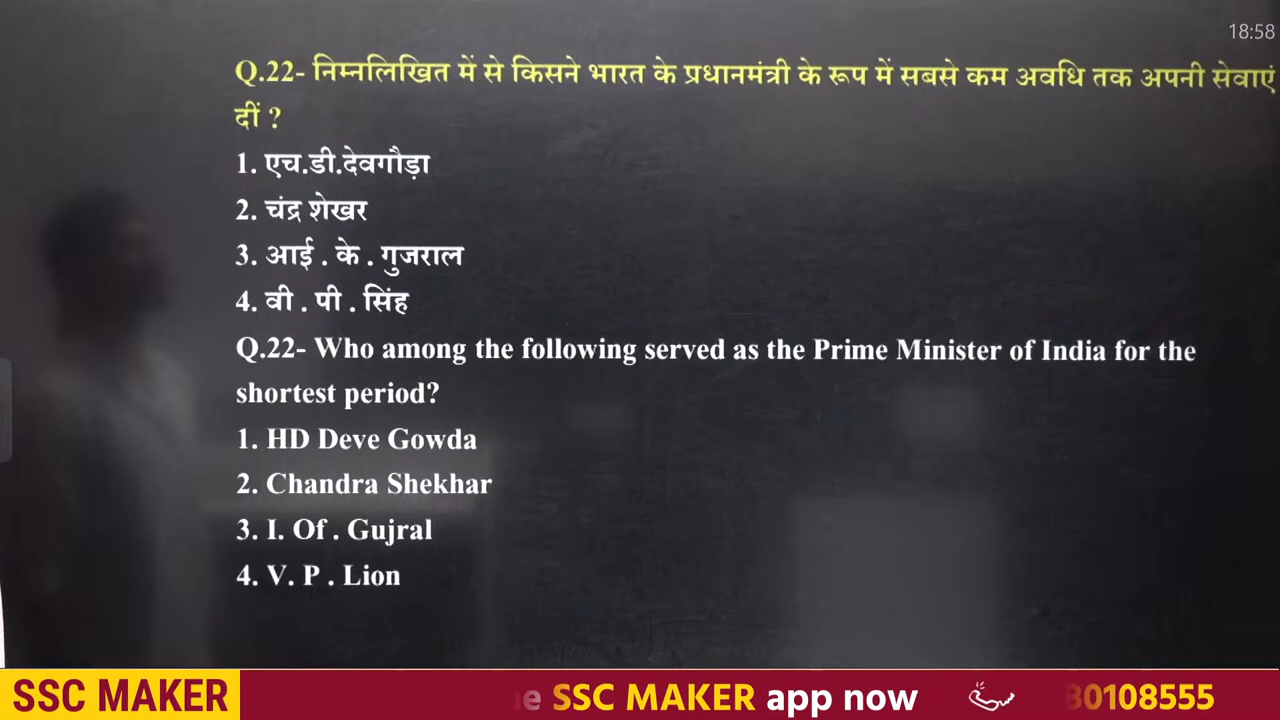 18:58
Q.22- निम्नलिखित में से किसने भारत के प्रधानमंत्री के रूप में सबसे कम अवधि तक अपनी सेवाएं
दीं ?
1. एच.डी.देवगौड़ा
2. चंद्र शेखर
3. आई . के . गुजराल
4. वी . पी . सिंह
Q.22- Who among the following served as the Prime Minister of India for the
shortest period?
1. HD Deve Gowda
2. Chandra Shekhar
3. I. Of . Gujral
4. V. P . Lion
SSC MAKER
SSC MAKER app now
0108555